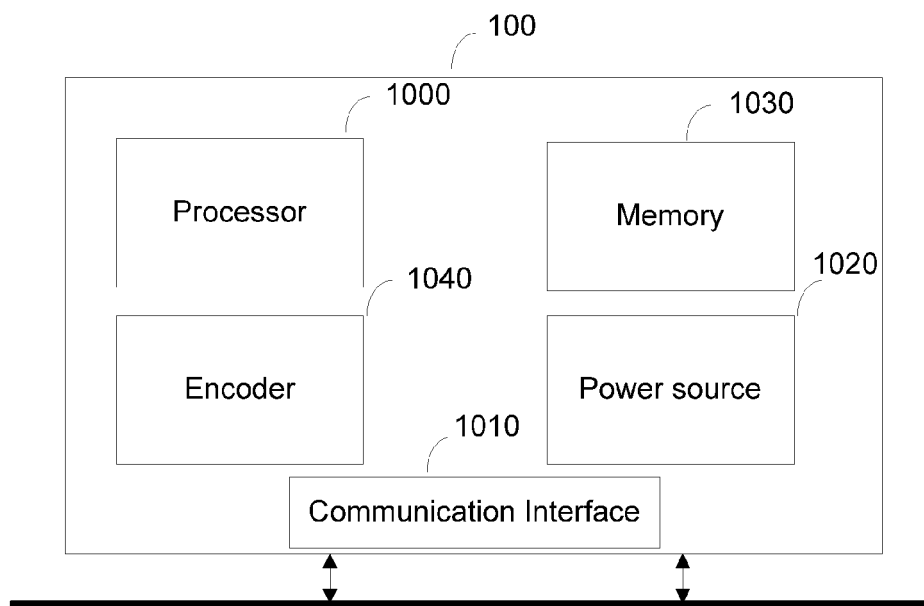 100
1000
1030
Processor
Memory
1040
1020
Encoder
Power source
1010
Communication Interface